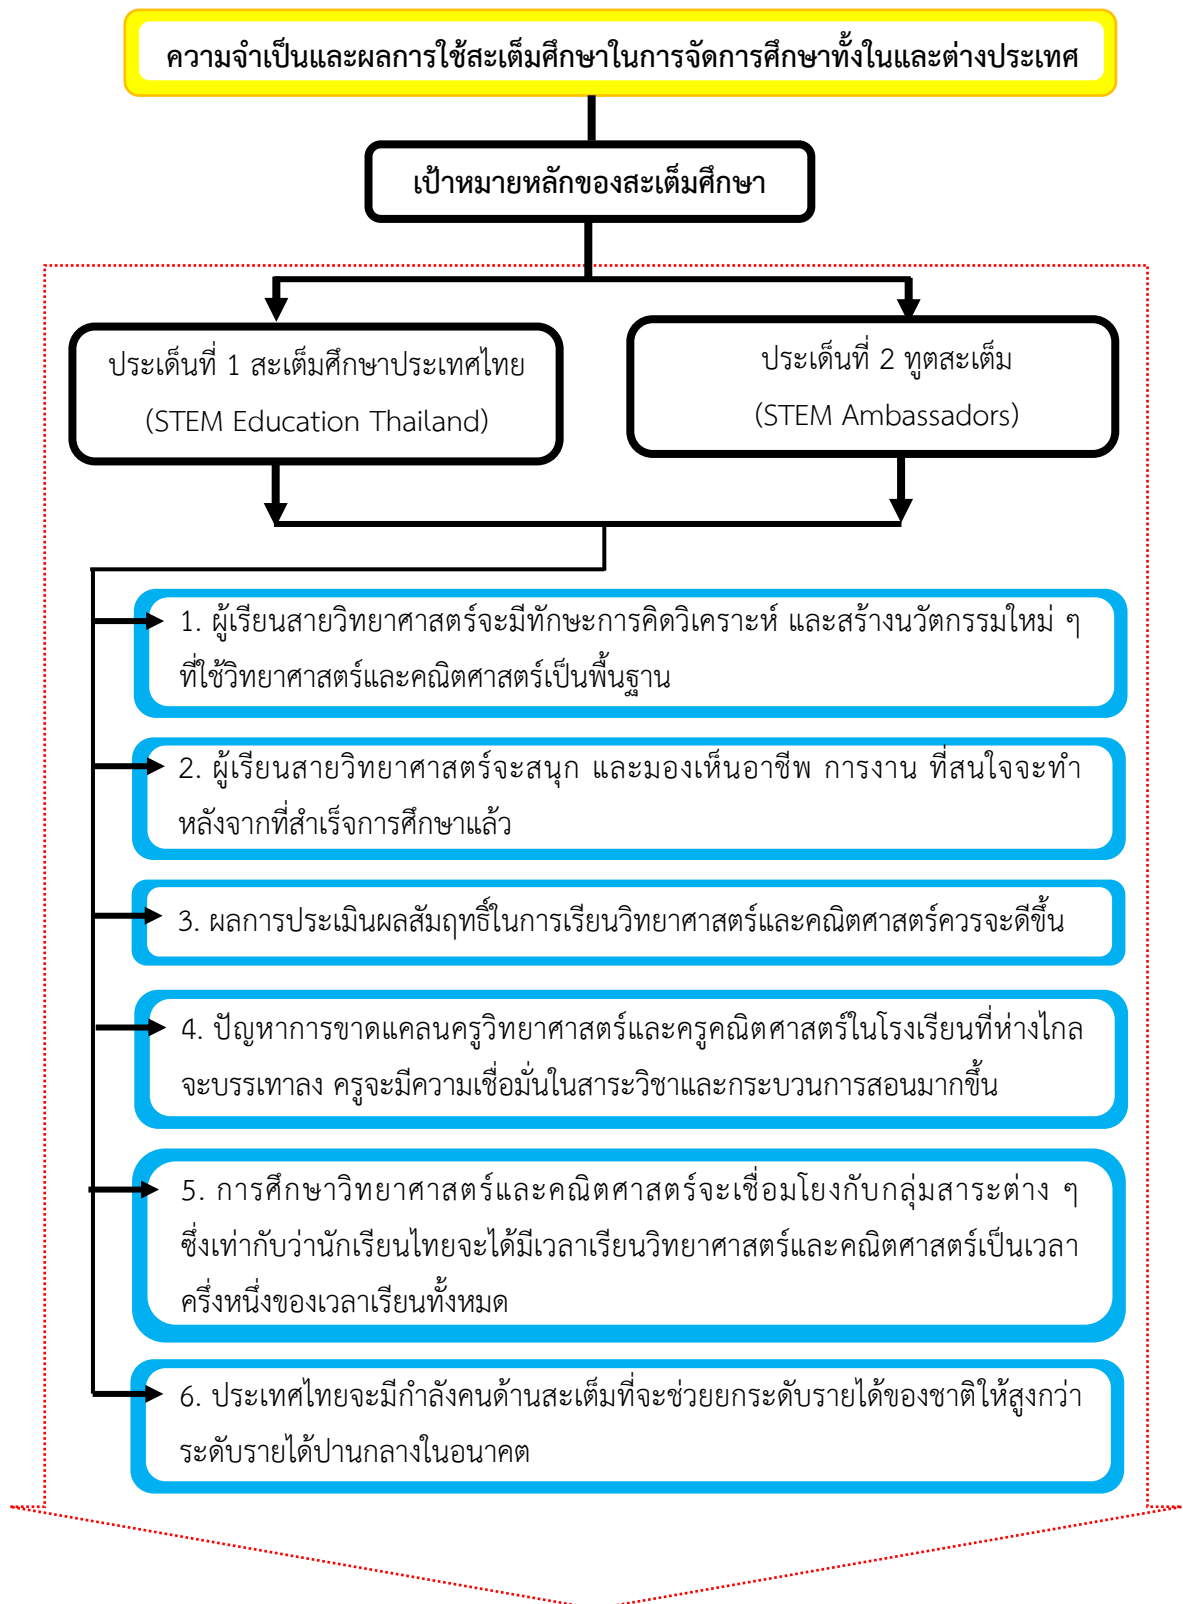 ความจำเป็นและผลการใช้สะเต็มศึกษาในการจัดการศึกษาทั้งในและต่างประเทศ
เป้าหมายหลักของสะเต็มศึกษา
ประเด็นที่ 1 สะเต็มศึกษาประเทศไทย
(STEM Education Thailand)
ประเด็นที่ 2 ทูตสะเต็ม
(STEM Ambassadors)
1. ผู้เรียนสายวิทยาศาสตร์จะมีทักษะการคิดวิเคราะห์ และสร้างนวัตกรรมใหม่ ๆ
ที่ใช้วิทยาศาสตร์และคณิตศาสตร์เป็นพื้นฐาน
2. ผู้เรียนสายวิทยาศาสตร์จะสนุก และมองเห็นอาชีพ การงาน ที่สนใจจะทำ
หลังจากที่สำเร็จการศึกษาแล้ว
3. ผลการประเมินผลสัมฤทธิ์ในการเรียนวิทยาศาสตร์และคณิตศาสตร์ควรจะดีขึ้น
4. ปัญหาการขาดแคลนครูวิทยาศาสตร์และครูคณิตศาสตร์ในโรงเรียนที่ห่างไกล
จะบรรเทาลง ครูจะมีความเชื่อมั่นในสาระวิชาและกระบวนการสอนมากขึ้น
5. การศึกษาวิทยาศาสตร์และคณิตศาสตร์จะเชื่อมโยงกับกลุ่มสาระต่าง ๆ
ซึ่งเท่ากับว่านักเรียนไทยจะได้มีเวลาเรียนวิทยาศาสตร์และคณิตศาสตร์เป็นเวลา
ครึ่งหนึ่งของเวลาเรียนทั้งหมด
6. ประเทศไทยจะมีกำลังคนด้านสะเต็มที่จะช่วยยกระดับรายได้ของชาติให้สูงกว่า
ระดับรายได้ปานกลางในอนาคต